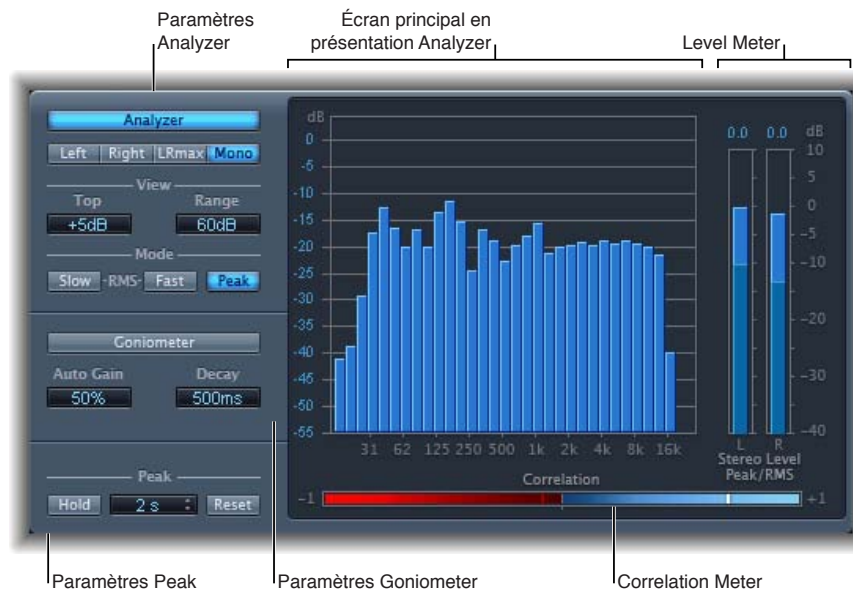 Paramètres
Analyzer
Écran principal en
présentation Analyzer
Level Meter
Analyzer
Left Right LRmax Mono
View
Top Range
+5dB 60dB
Mode
Slow -RMS- Fast Peak
Goniometer
Auto Gain Decay
50% 500ms
Peak
Hold 2 s Reset
dB
0
-5
-10
-15
-20
-25
-30
-35
-40
-45
-50
-55
31 62 125 250 500 1k 2k 4k 8k 16k
0.0 0.0 dB
10
5
0
-5
-10
-20
-30
-40
L R
Stereo Level
Peak/RMS
Correlation
-1 +1
Paramètres Peak
Paramètres Goniometer
Correlation Meter